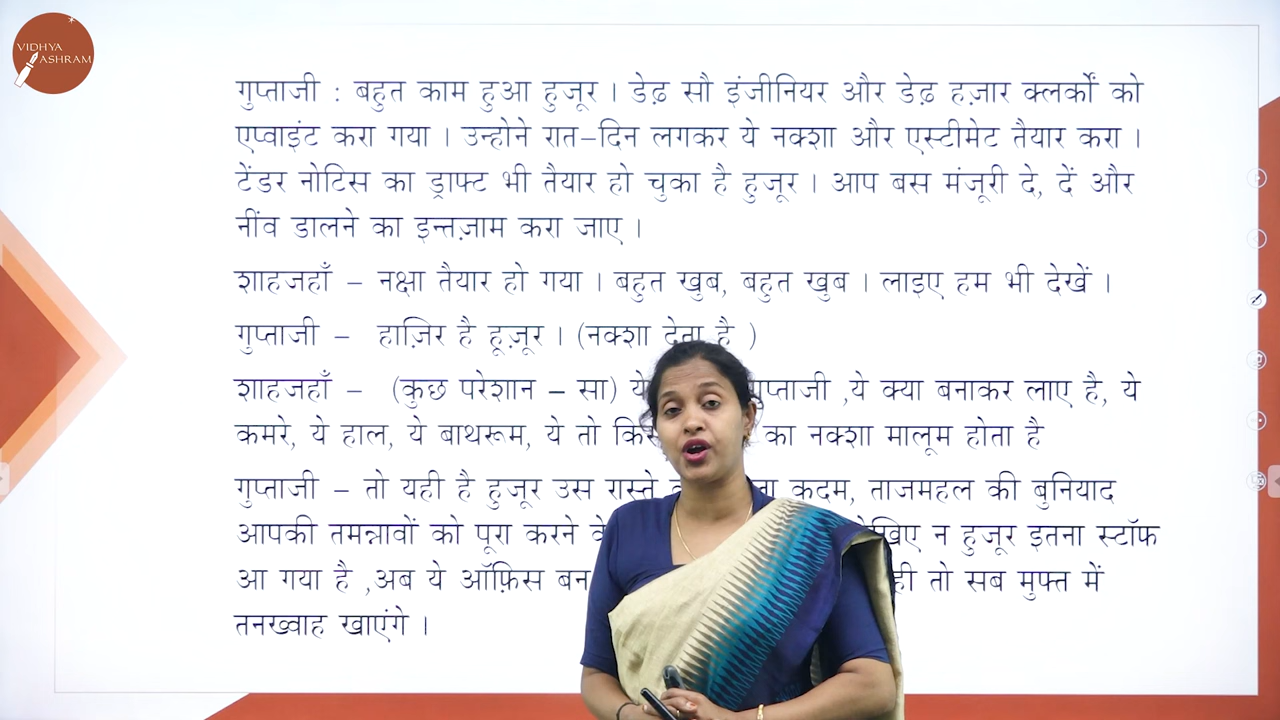 VIDHYA
ASHRAM
गुप्ताजी : बहुत काम हुआ हुजूर । डेढ़ सौ इंजीनियर और डेढ़ हज़ार क्लर्कों को
एप्वाइंट करा गया । उन्होने रात-दिन लगकर ये नक्शा और एस्टीमेट तैयार करा ।
टेंडर नोटिस का ड्राफ्ट भी तैयार हो चुका है हुजूर । आप बस मंजूरी दे, दें और
नींव डालने का इन्तज़ाम करा जाए ।
शाहजहाँ – नक्षा तैयार हो गया । बहुत खुब, बहुत खुब । लाइए हम भी देखें ।
गुप्ताजी – हाज़िर है हूज़ूर । (नक्शा देता है )
शाहजहाँ – (कुछ परेशान – सा) ये गुप्ताजी ,ये क्या बनाकर लाए है, ये
कमरे, ये हाल, ये बाथरूम, ये तो का नक्शा मालूम होता है
गुप्ताजी – तो यही है हुजूर उस रास्ते कदम, ताजमहल की बुनियाद
आपकी तमन्नावों को पूरा करने न हुजूर इतना स्टॉफ
आ गया है ,अब ये ऑफ़िस तो सब मुफ्त में
तनख्वाह खाएंगे ।